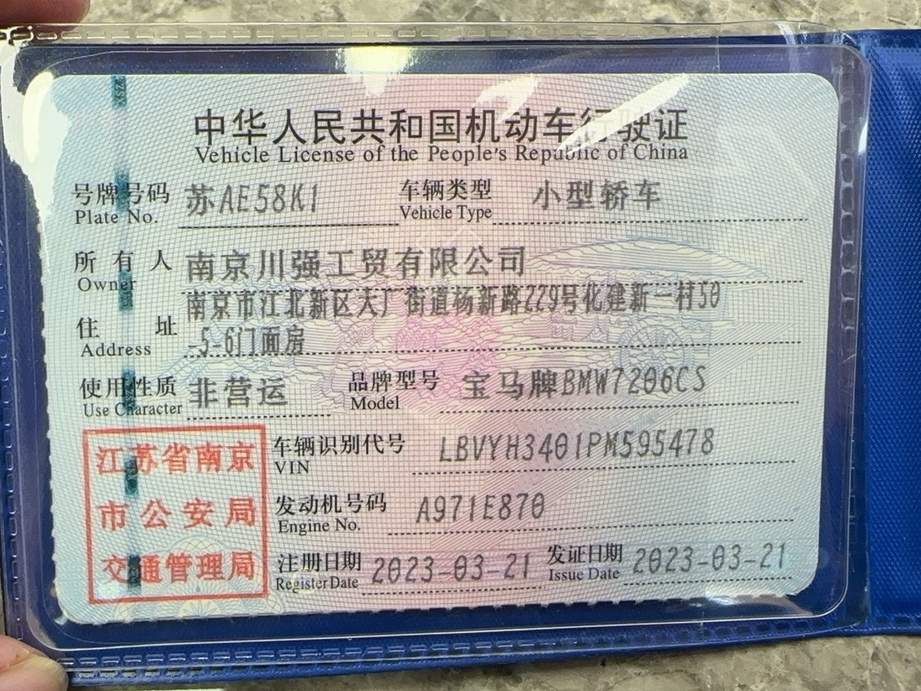 中华人民共和国机动车行驶证
Vehicle License of the People's Republic of China
号牌号码 苏AE58K1 车辆类型 小型轿车
Plate No. Vehicle Type
所有人 南京川强工贸有限公司
Owner
南京市江北新区大厂街道杨新路229号化建新一村50
住址 -5-6门面房
Address
使用性质 非营运 品牌型号 宝马牌BMW7206CS
Use Character Model
江苏省南京
市公安局
交通管理局
车辆识别代号 LBVYH3401PM595478
VIN
发动机号码 A971E870
Engine No.
注册日期 2023-03-21 发证日期 2023-03-21
Register Date Issue Date